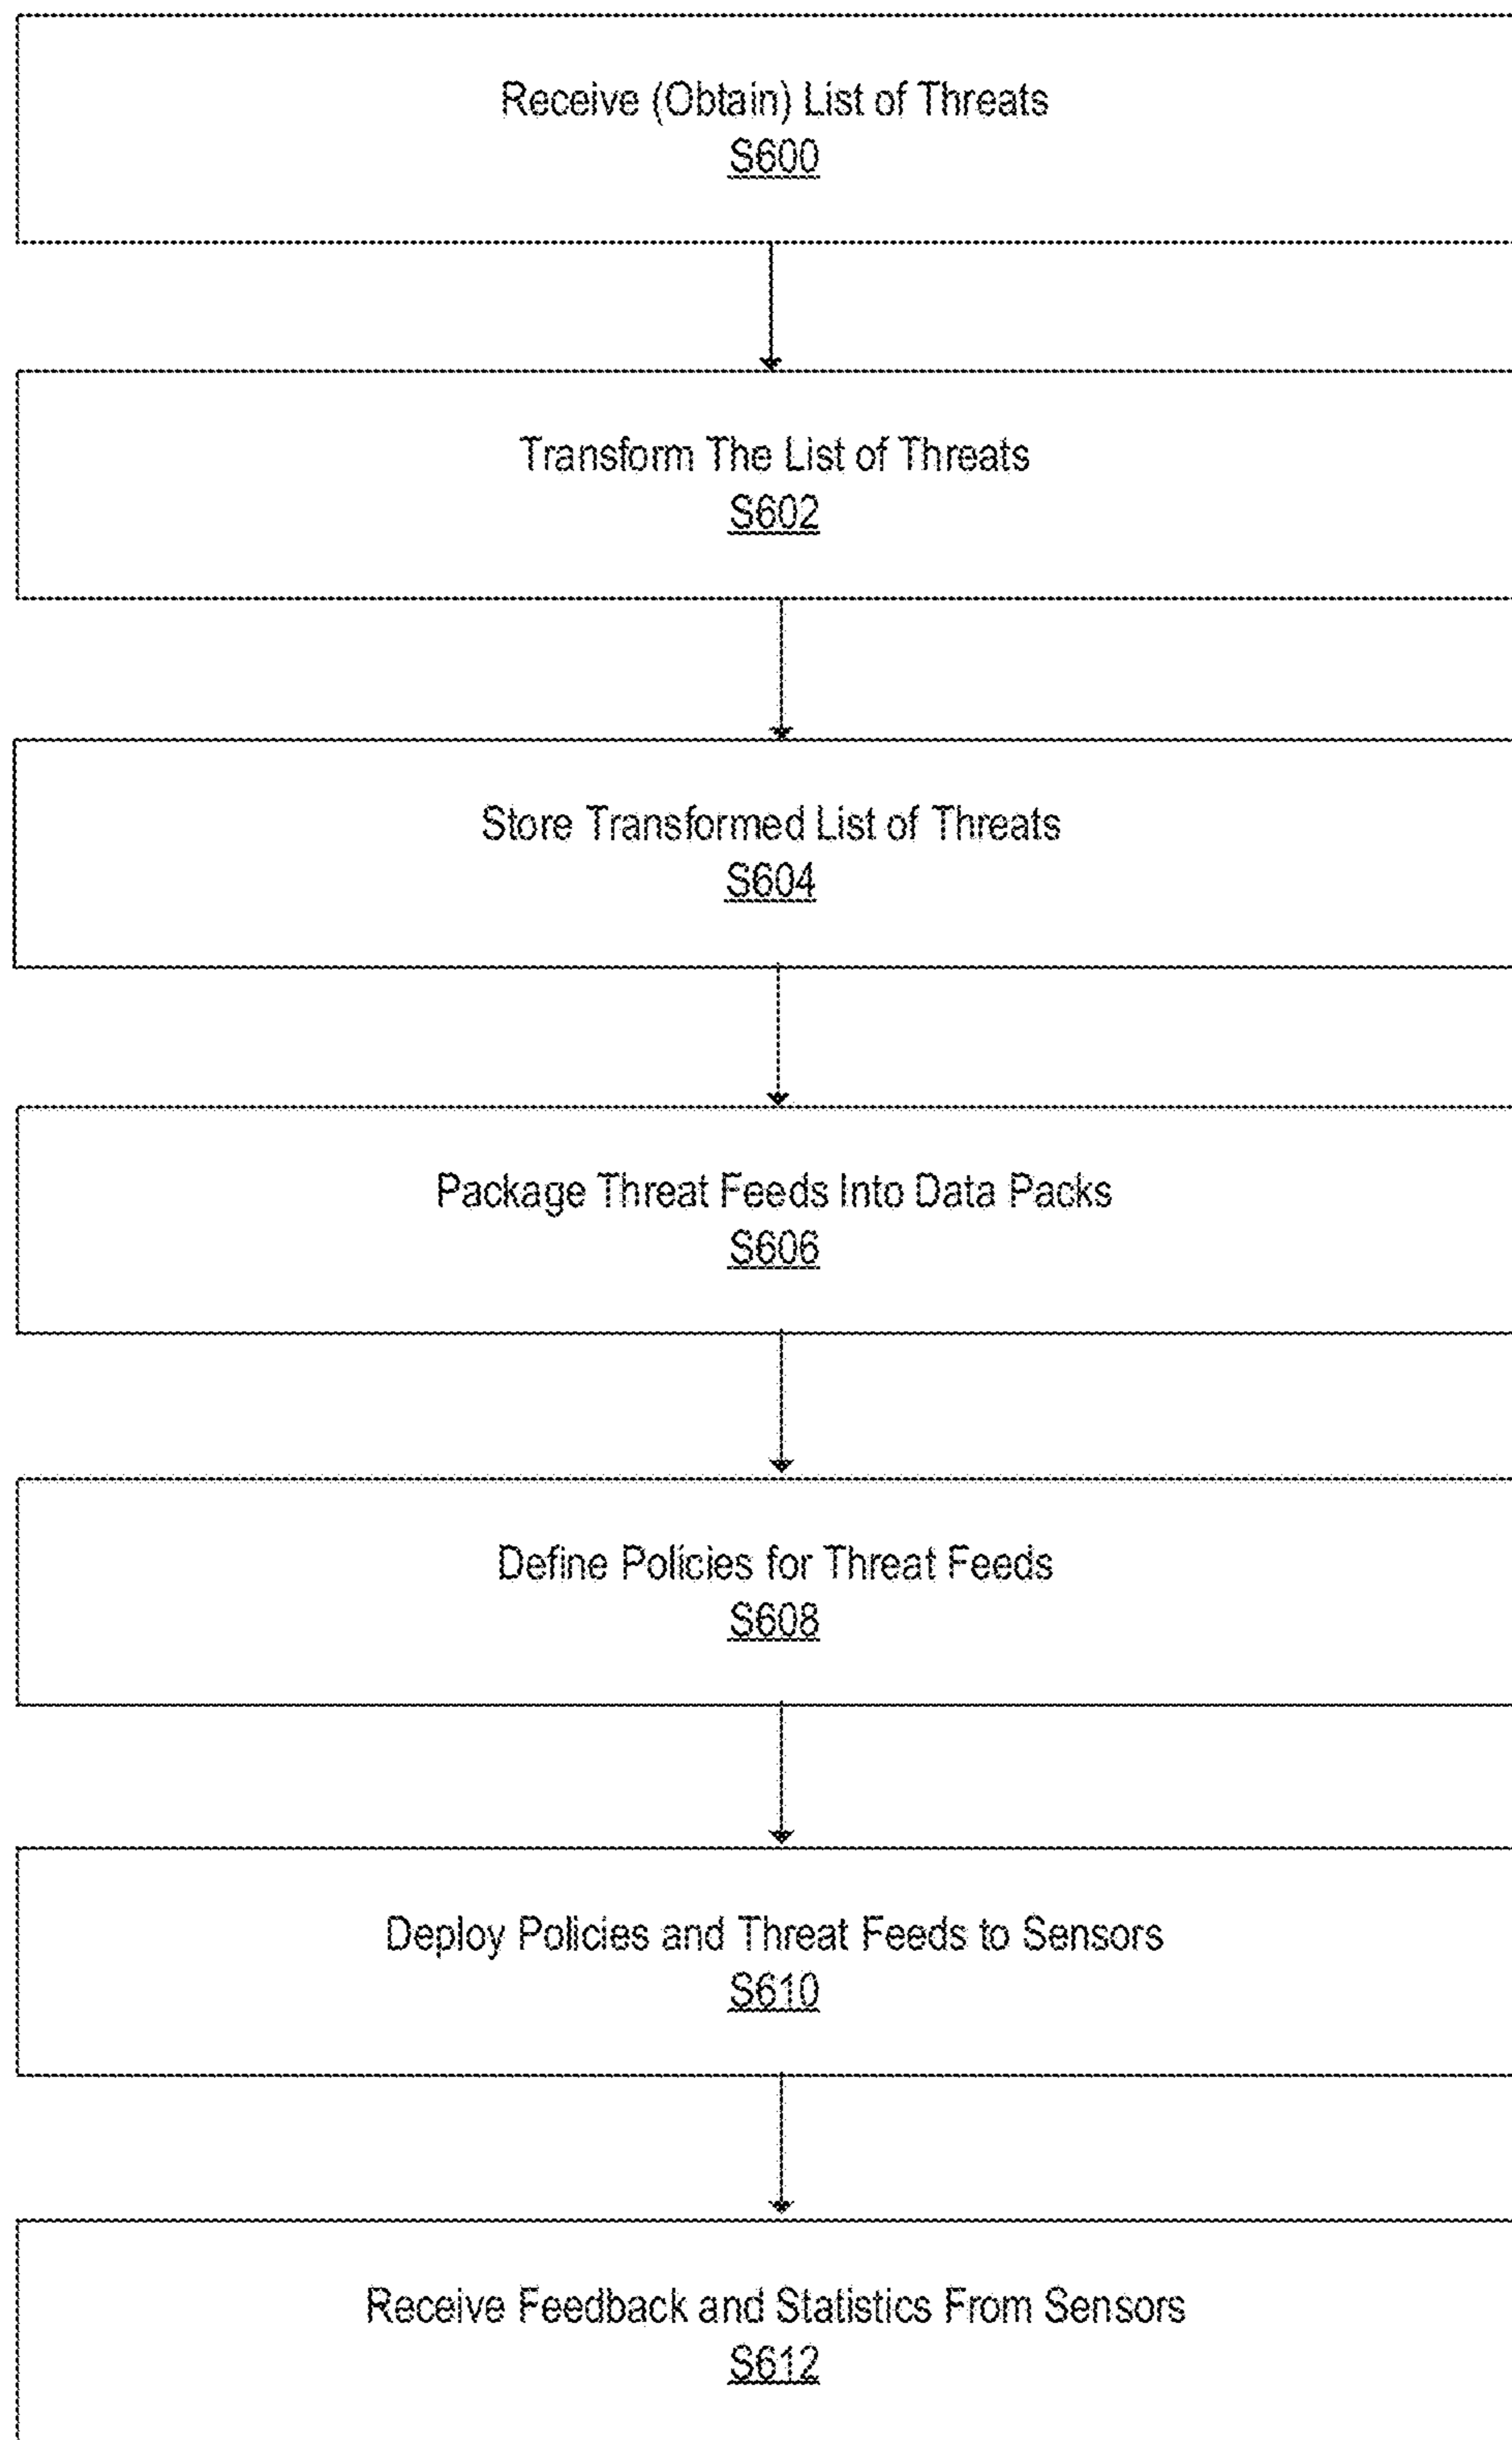 Receive (Obtain) List of Threats
S600
Transform The List of Threats
S602
Store Transformed List of Threats
S604
Package Threat Feeds Into Data Packs
S606
Define Policies for Threat Feeds
S608
Deploy Policies and Threat Feeds to Sensors
S610
Receive Feedback and Statistics From Sensors
S612